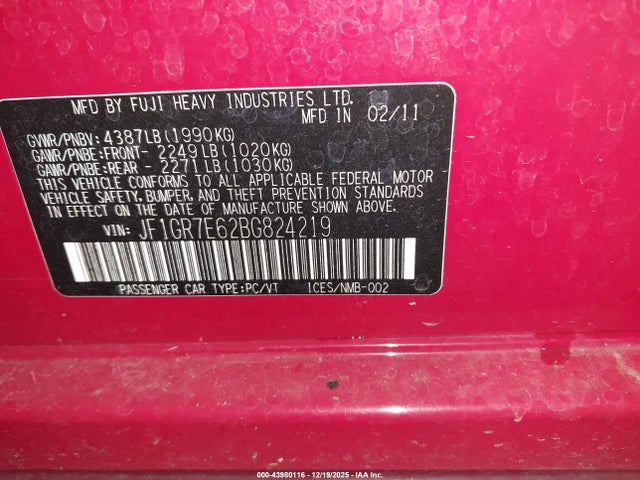 MFD BY FUJI HEAVY INDUSTRIES LTD.
MFD IN 02/11
GVWR/PNBV: 4387LB(1990KG)
GAWR/PNBE:FRONT- 2249LB(1020KG)
GAWR/PNBE:REAR - 2271LB(1030KG)
THIS VEHICLE CONFORMS TO ALL APPLICABLE FEDERAL MOTOR
VEHICLE SAFETY, BUMPER, AND THEFT PREVENTION STANDARDS
IN EFFECT ON THE DATE OF MANUFACTURE SHOWN ABOVE.
VIN: JF1GR7E62BG824219
PASSENGER CAR TYPE:PC/VT ICES/NMB-002
000-43980116 - 12/19/2025 - IAA Inc.